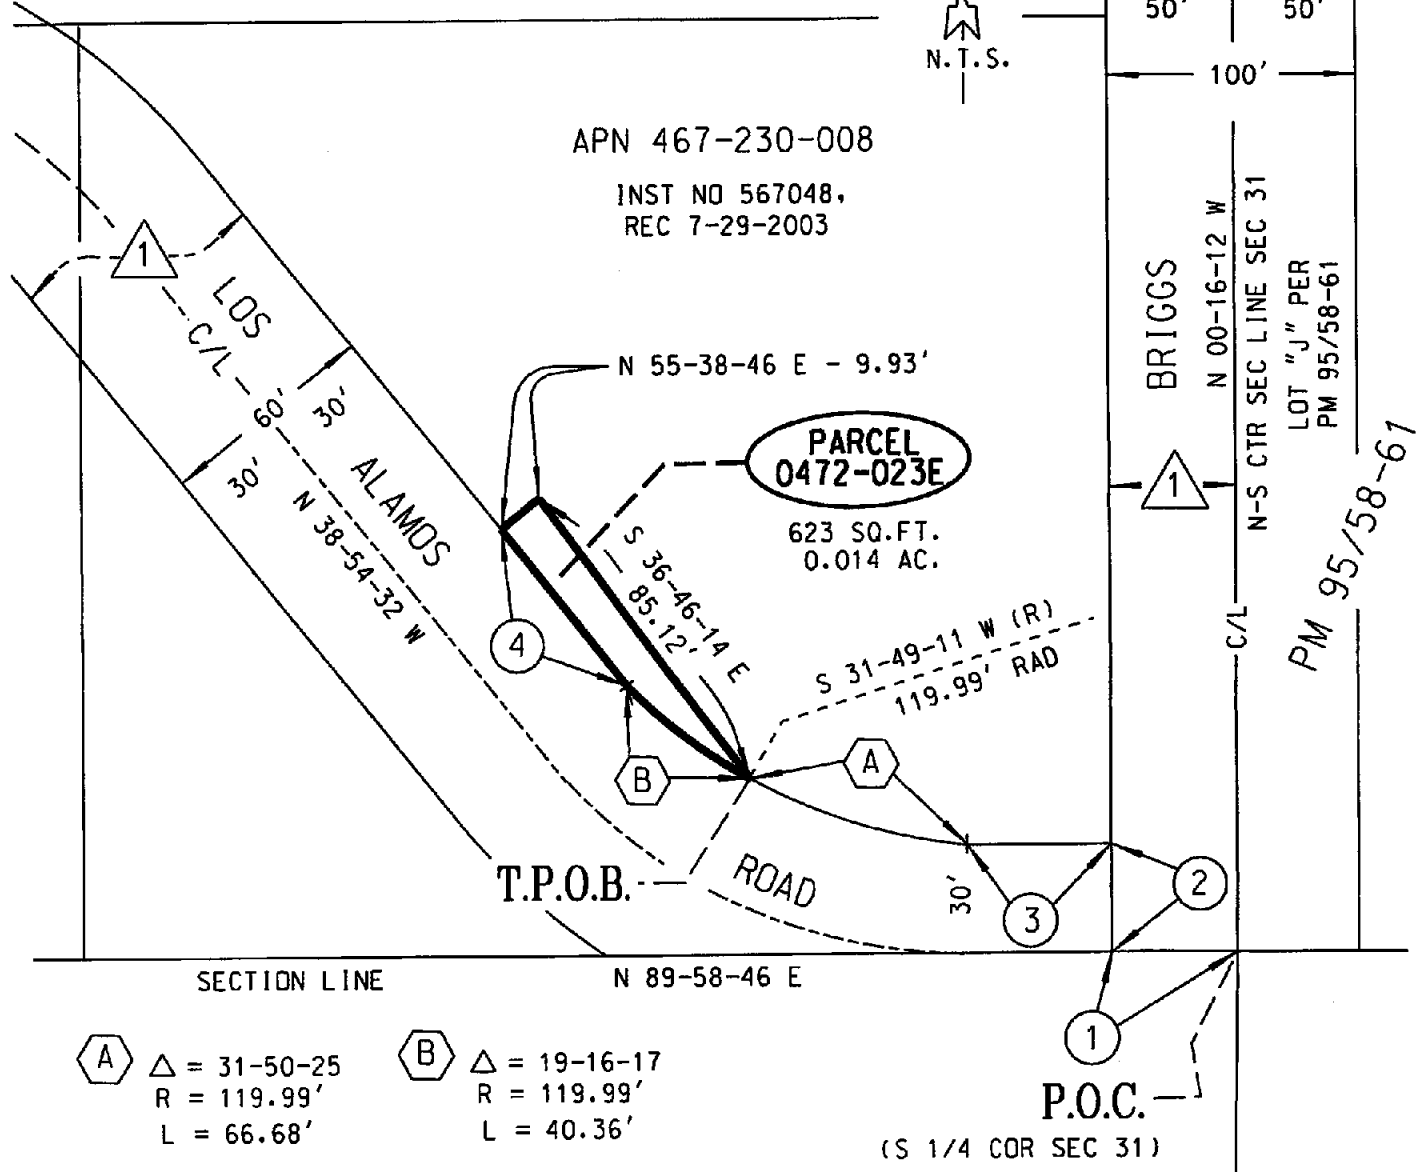 50' 50'
N.T.S.
100'
APN 467-230-008
INST NO 567048,
REC 7-29-2003
1
LOS
C/L
60'
30'
30'
ALAMOS
N 38-54-32 W
N 55-38-46 E - 9.93'
PARCEL
0472-023E
623 SQ.FT.
0.014 AC.
S 36-46-14 E
85.12'
BRIGGS
N 00-16-12 W
N-S CTR SEC LINE SEC 31
LOT "J" PER
PM 95/58-61
1
PM 95/58-61
C/L
4
S 31-49-11 W (R)
119.99' RAD
B
A
T.P.O.B.
ROAD
30'
3
2
SECTION LINE
N 89-58-46 E
1
P.O.C.
(S 1/4 COR SEC 31)
A
△ = 31-50-25
R = 119.99'
L = 66.68'
B
△ = 19-16-17
R = 119.99'
L = 40.36'